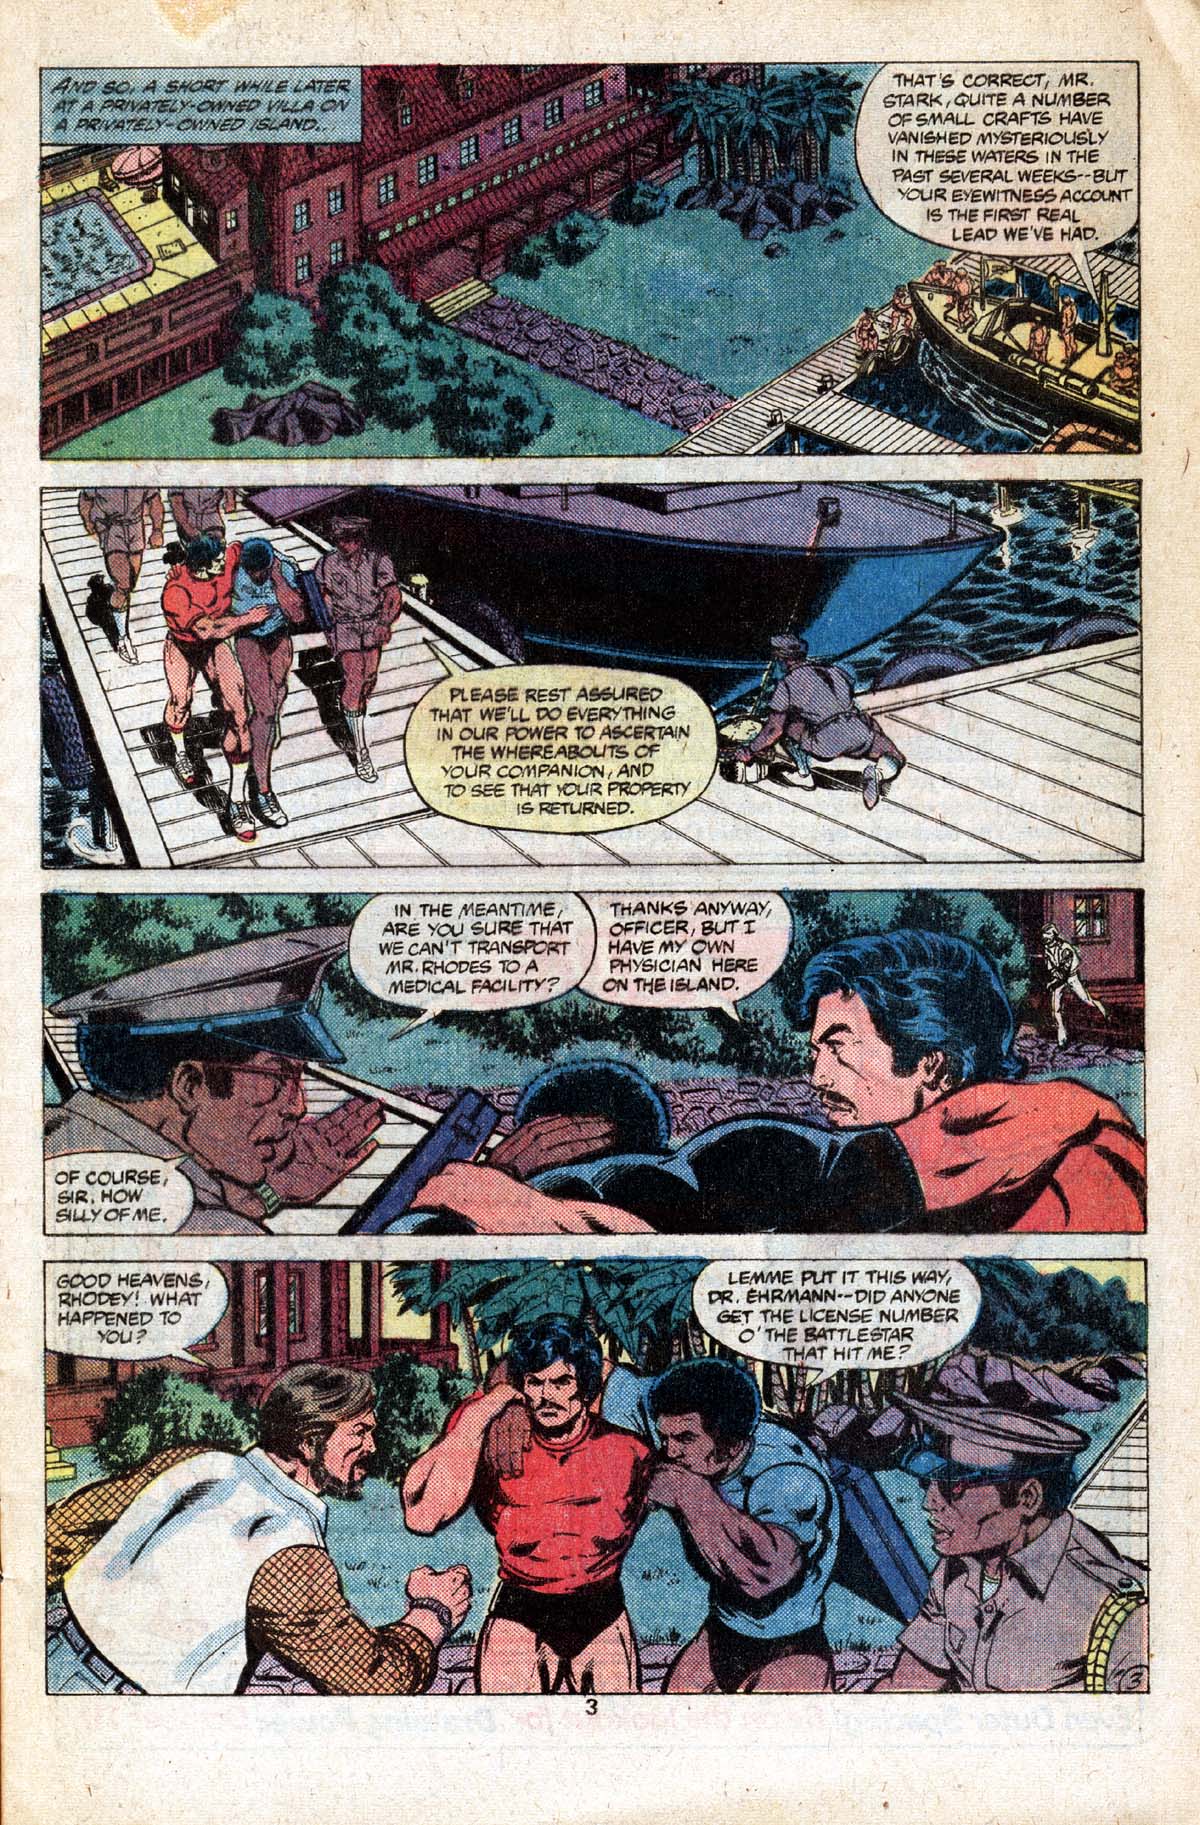 AND SO, A SHORT WHILE LATER
AT A PRIVATELY-OWNED VILLA ON
A PRIVATELY-OWNED ISLAND...
THAT'S CORRECT, MR.
STARK, QUITE A NUMBER
OF SMALL CRAFTS HAVE
VANISHED MYSTERIOUSLY
IN THESE WATERS IN THE
PAST SEVERAL WEEKS--BUT
YOUR EYEWITNESS ACCOUNT
IS THE FIRST REAL
LEAD WE'VE HAD.
PLEASE REST ASSURED
THAT WE'LL DO EVERYTHING
IN OUR POWER TO ASCERTAIN
THE WHEREABOUTS OF
YOUR COMPANION, AND
TO SEE THAT YOUR PROPERTY
IS RETURNED.
IN THE MEANTIME,
ARE YOU SURE THAT
WE CAN'T TRANSPORT
MR. RHODES TO A
MEDICAL FACILITY?
THANKS ANYWAY,
OFFICER, BUT I
HAVE MY OWN
PHYSICIAN HERE
ON THE ISLAND.
OF COURSE,
SIR. HOW
SILLY OF ME.
GOOD HEAVENS,
RHODEY! WHAT
HAPPENED TO
YOU?
LEMME PUT IT THIS WAY,
DR. EHRMANN--DID ANYONE
GET THE LICENSE NUMBER
O' THE BATTLESTAR
THAT HIT ME?
3
3